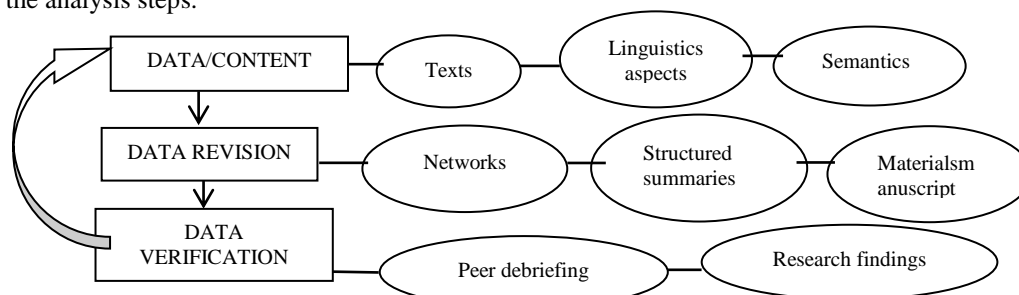 the analysis steps.
DATA/CONTENT
Texts
Linguistics
aspects
Semantics
DATA REVISION
Networks
Structured
summaries
Materialsm
anuscript
DATA
VERIFICATION
Peer debriefing
Research findings